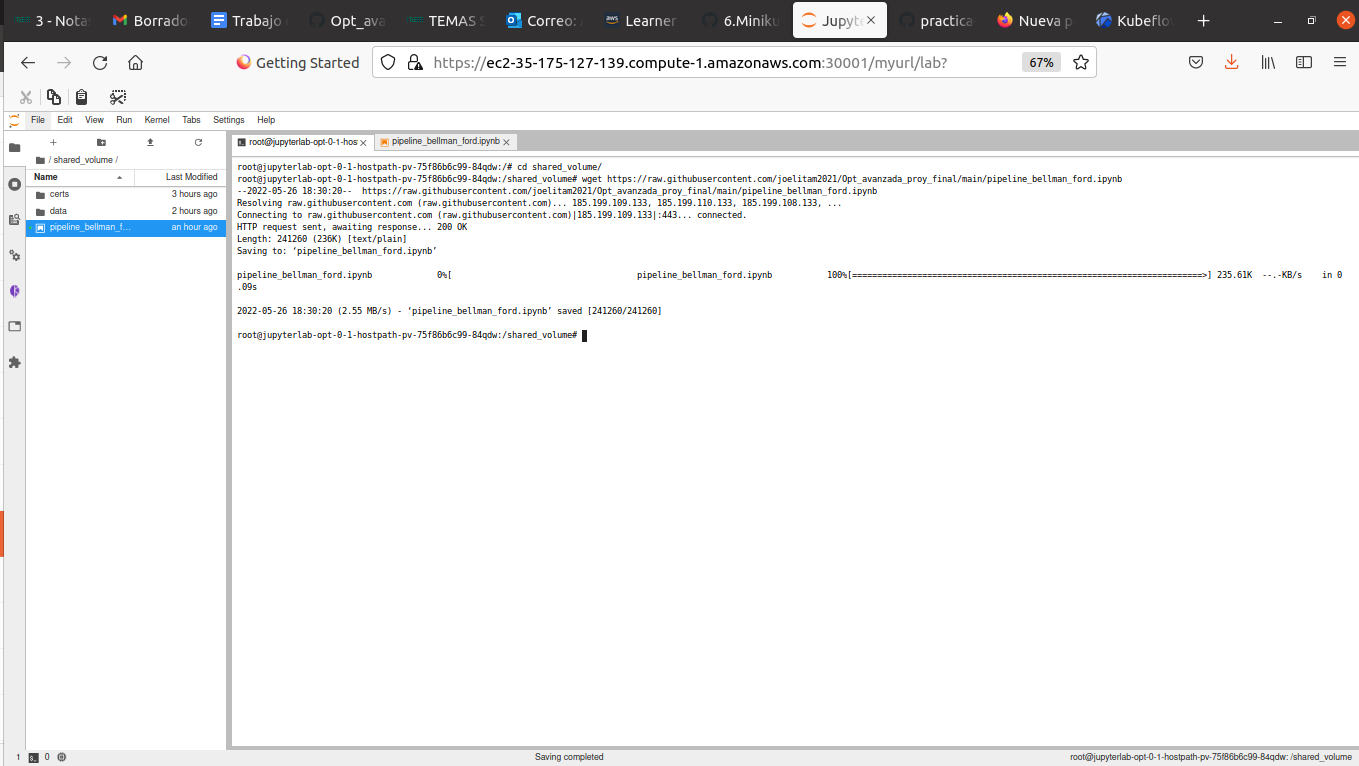 3 - Nota
Borrado
Trabajo
Opt_ava
TEMAS S
Correo:
aws
Learner
6.Miniku
Jupyt
practica
Nueva p
Kubeflo
Getting Started
https://ec2-35-175-127-139.compute-1.amazonaws.com:30001/myurl/lab?
67%
File Edit View Run Kernel Tabs Settings Help
root@jupyterlab-opt-0-1-hos
pipeline_bellman_ford.ipynb
/ shared_volume /
Name Last Modified
certs 3 hours ago
data 2 hours ago
pipeline_bellman_f... an hour ago
root@jupyterlab-opt-0-1-hostpath-pv-75f86b6c99-84qdw:/# cd shared_volume/
root@jupyterlab-opt-0-1-hostpath-pv-75f86b6c99-84qdw:/shared_volume# wget https://raw.githubusercontent.com/joelitam2021/Opt_avanzada_proy_final/main/pipeline_bellman_ford.ipynb
--2022-05-26 18:30:20-- https://raw.githubusercontent.com/joelitam2021/Opt_avanzada_proy_final/main/pipeline_bellman_ford.ipynb
Resolving raw.githubusercontent.com (raw.githubusercontent.com)... 185.199.109.133, 185.199.110.133, 185.199.108.133, ...
Connecting to raw.githubusercontent.com (raw.githubusercontent.com)|185.199.109.133|:443... connected.
HTTP request sent, awaiting response... 200 OK
Length: 241260 (236K) [text/plain]
Saving to: ‘pipeline_bellman_ford.ipynb’
pipeline_bellman_ford.ipynb 0%[ pipeline_bellman_ford.ipynb 100%[======================================================================>] 235.61K --.-KB/s in 0
.09s
2022-05-26 18:30:20 (2.55 MB/s) - ‘pipeline_bellman_ford.ipynb’ saved [241260/241260]
root@jupyterlab-opt-0-1-hostpath-pv-75f86b6c99-84qdw:/shared_volume#
1 0 Saving completed root@jupyterlab-opt-0-1-hostpath-pv-75f86b6c99-84qdw: /shared_volume